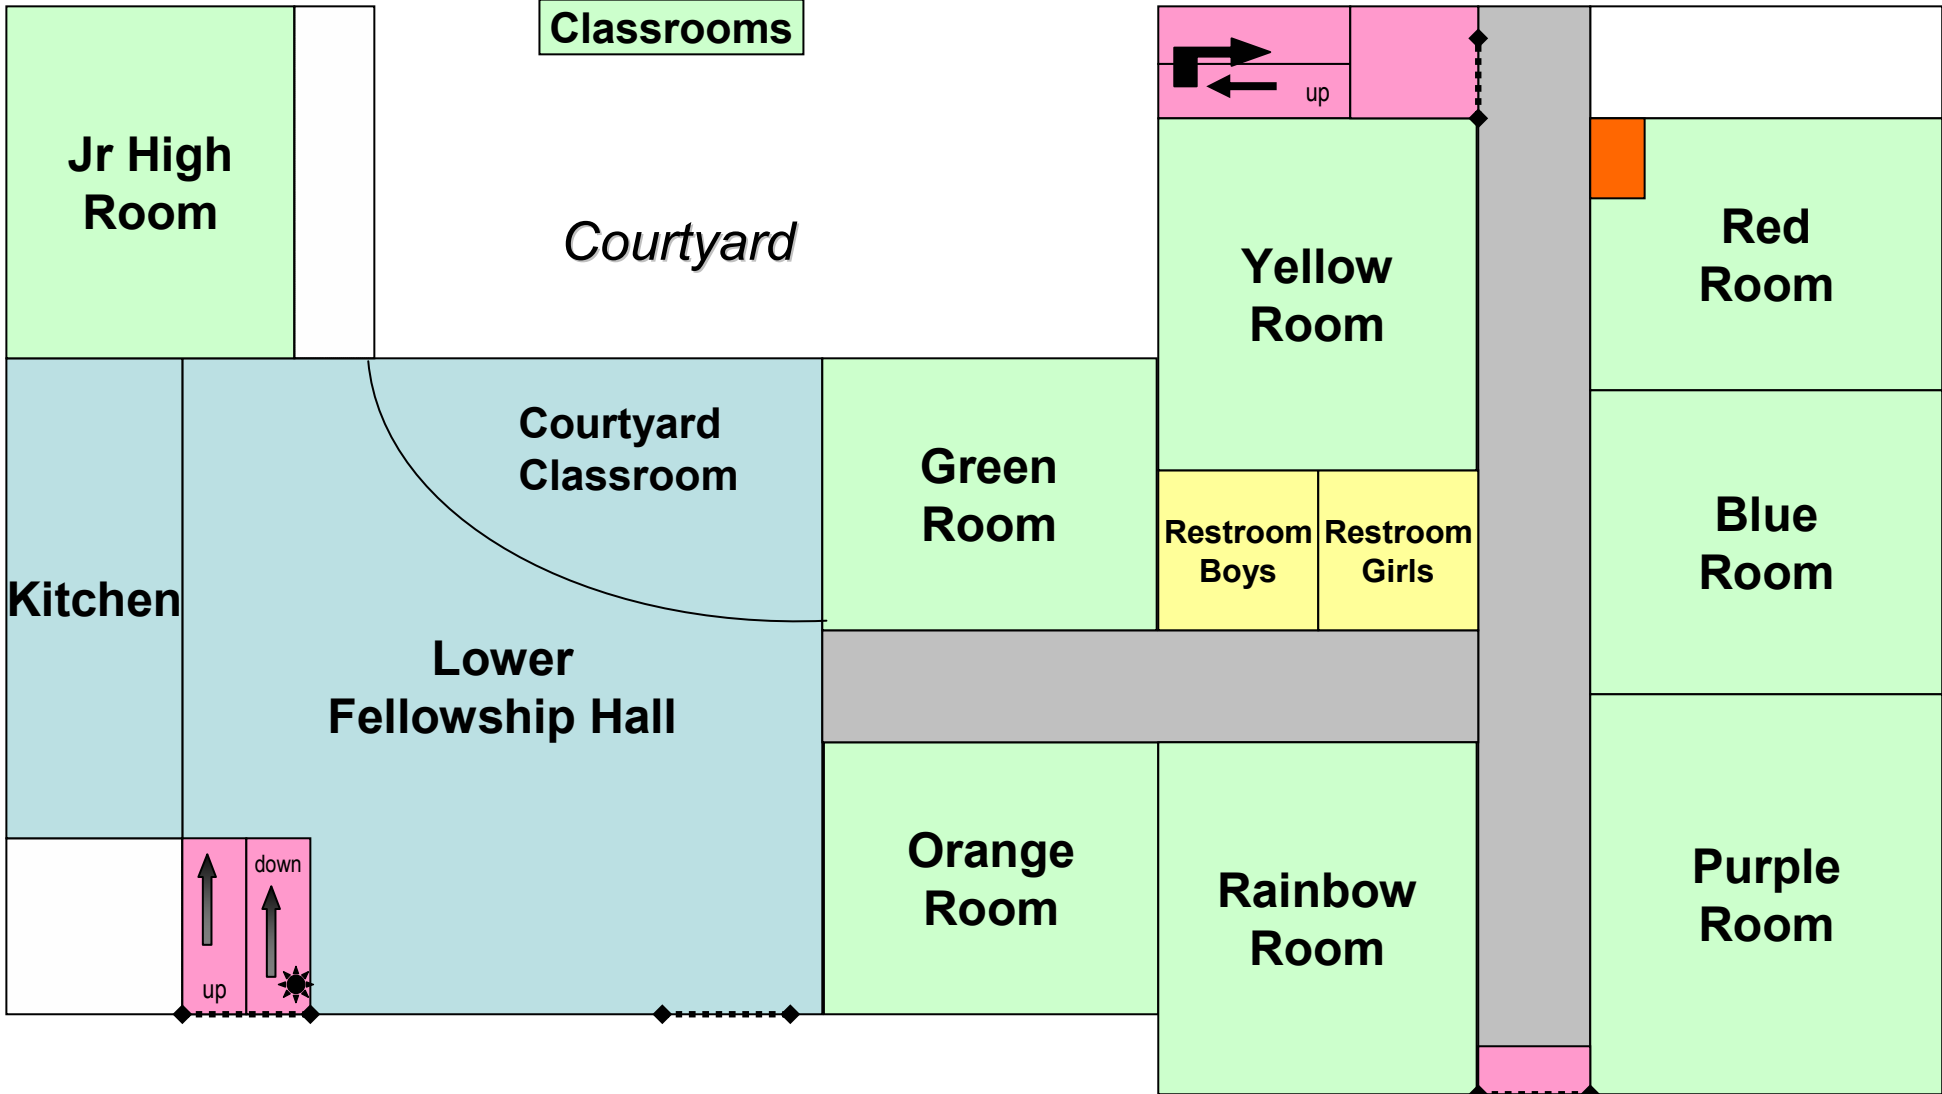 Classrooms
up
Jr High
Room
Courtyard
Yellow
Room
Red
Room
Courtyard
Classroom
Green
Room
Restroom
Boys
Restroom
Girls
Blue
Room
Kitchen
Lower
Fellowship Hall
down
up
Orange
Room
Rainbow
Room
Purple
Room